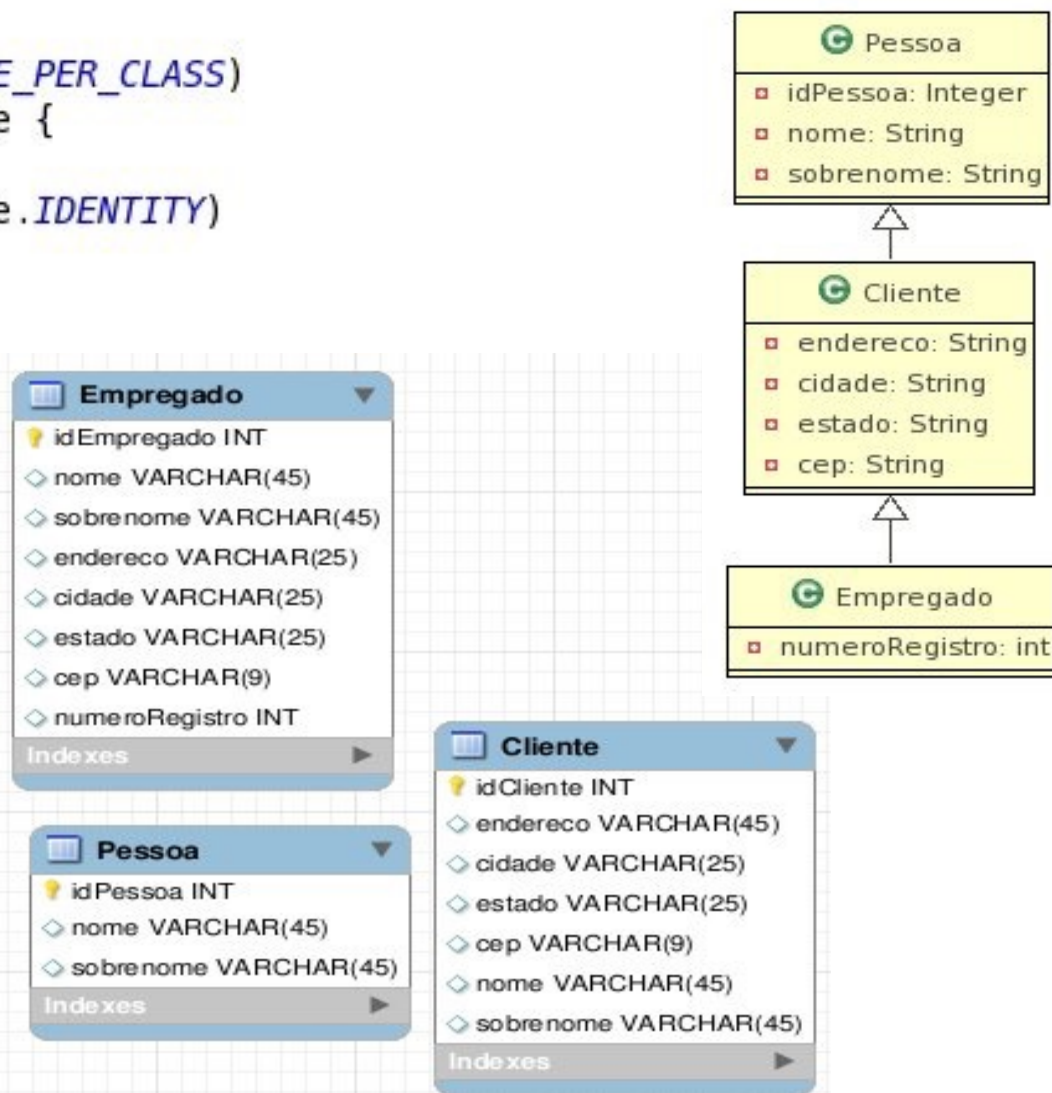 E_PER_CLASS)
e {
e.IDENTITY)
C Pessoa
idPessoa: Integer
nome: String
sobrenome: String
C Cliente
endereco: String
cidade: String
estado: String
cep: String
C Empregado
numeroRegistro: int
Empregado
idEmpregado INT
nome VARCHAR(45)
sobrenome VARCHAR(45)
endereco VARCHAR(25)
cidade VARCHAR(25)
estado VARCHAR(25)
cep VARCHAR(9)
numeroRegistro INT
Indexes
Pessoa
idPessoa INT
nome VARCHAR(45)
sobrenome VARCHAR(45)
Indexes
Cliente
idCliente INT
endereco VARCHAR(45)
cidade VARCHAR(25)
estado VARCHAR(25)
cep VARCHAR(9)
nome VARCHAR(45)
sobrenome VARCHAR(45)
Indexes